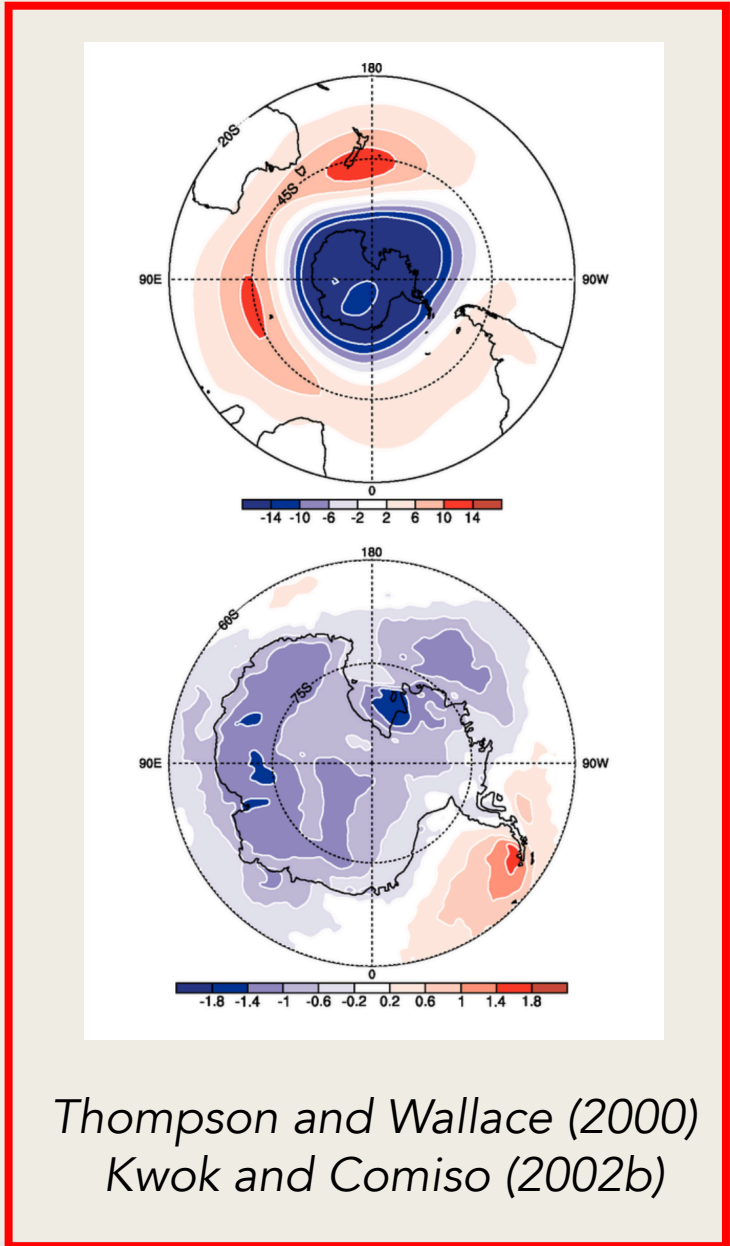 180
20S
45S
90E
90W
0
-14 -10 -6 -2 2 6 10 14
180
60S
75S
90E
90W
0
-1.8 -1.4 -1 -0.6 -0.2 0.2 0.6 1 1.4 1.8
Thompson and Wallace (2000)
Kwok and Comiso (2002b)